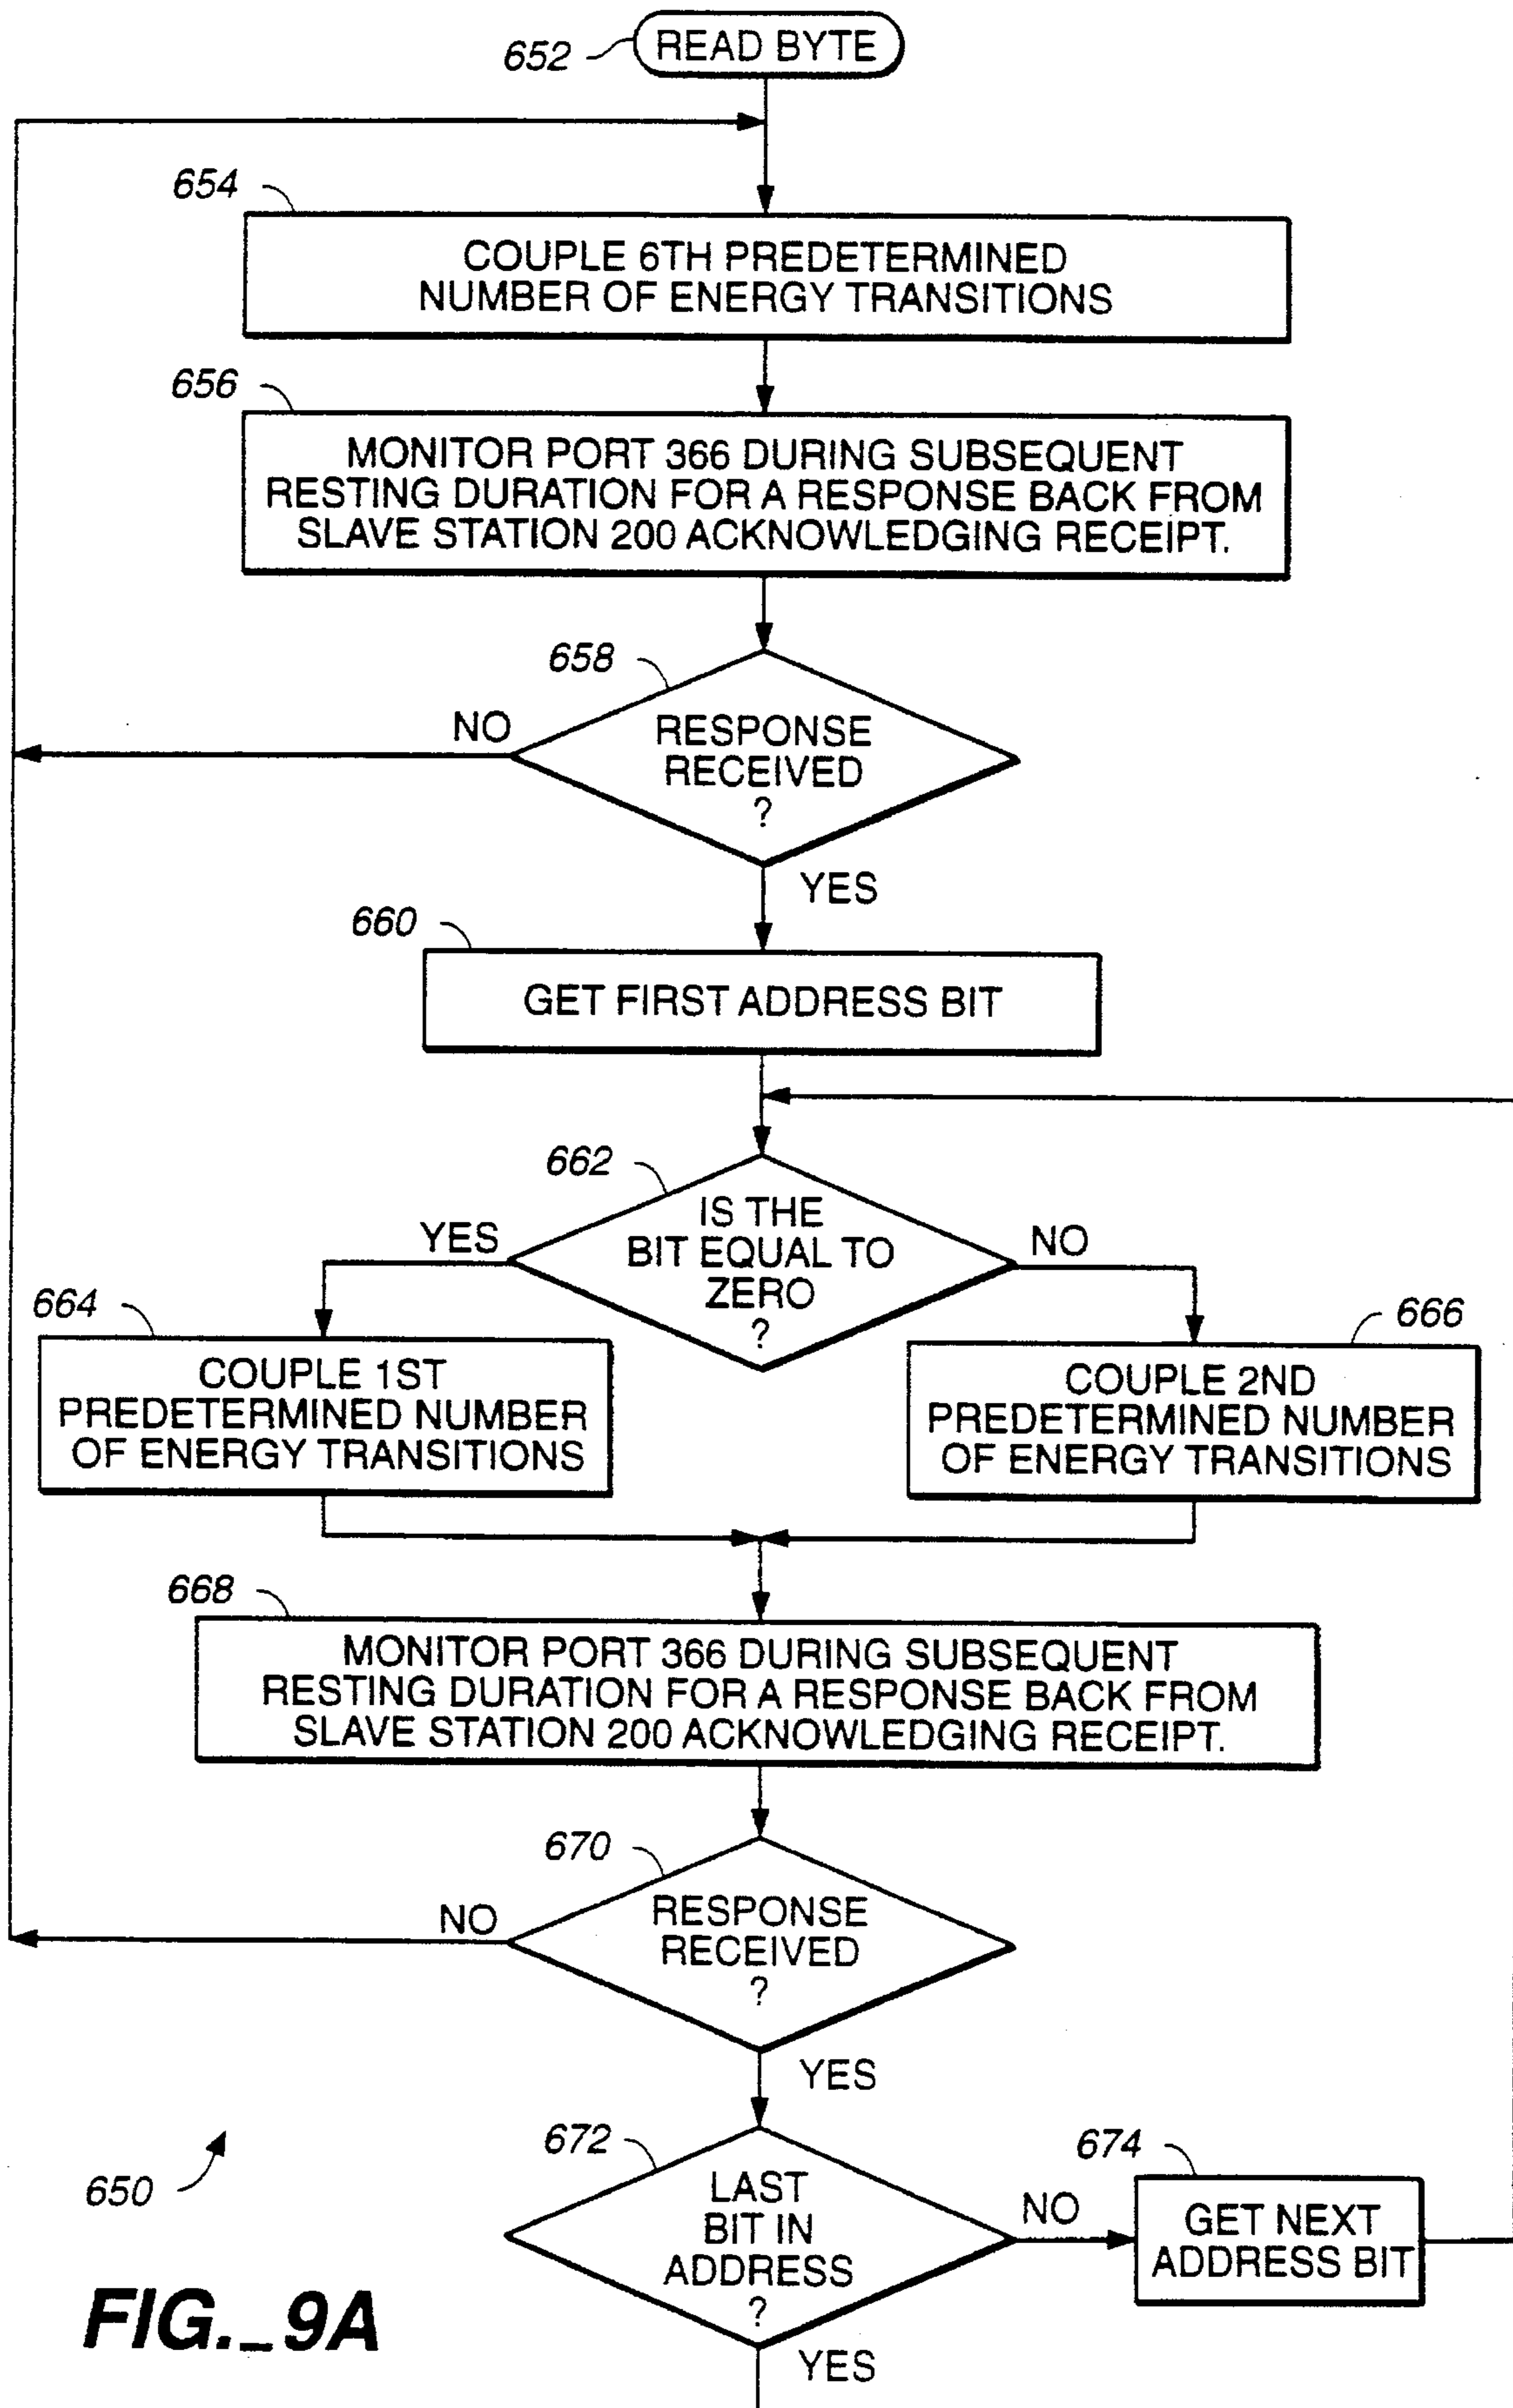 652
READ BYTE
654
COUPLE 6TH PREDETERMINED
NUMBER OF ENERGY TRANSITIONS
656
MONITOR PORT 366 DURING SUBSEQUENT
RESTING DURATION FOR A RESPONSE BACK FROM
SLAVE STATION 200 ACKNOWLEDGING RECEIPT.
658
NO
RESPONSE
RECEIVED
?
YES
660
GET FIRST ADDRESS BIT
662
YES
IS THE
BIT EQUAL TO
ZERO
?
NO
664
COUPLE 1ST
PREDETERMINED NUMBER
OF ENERGY TRANSITIONS
666
COUPLE 2ND
PREDETERMINED NUMBER
OF ENERGY TRANSITIONS
668
MONITOR PORT 366 DURING SUBSEQUENT
RESTING DURATION FOR A RESPONSE BACK FROM
SLAVE STATION 200 ACKNOWLEDGING RECEIPT.
670
NO
RESPONSE
RECEIVED
?
YES
672
LAST
BIT IN
ADDRESS
?
NO
674
GET NEXT
ADDRESS BIT
YES
650
FIG._9A